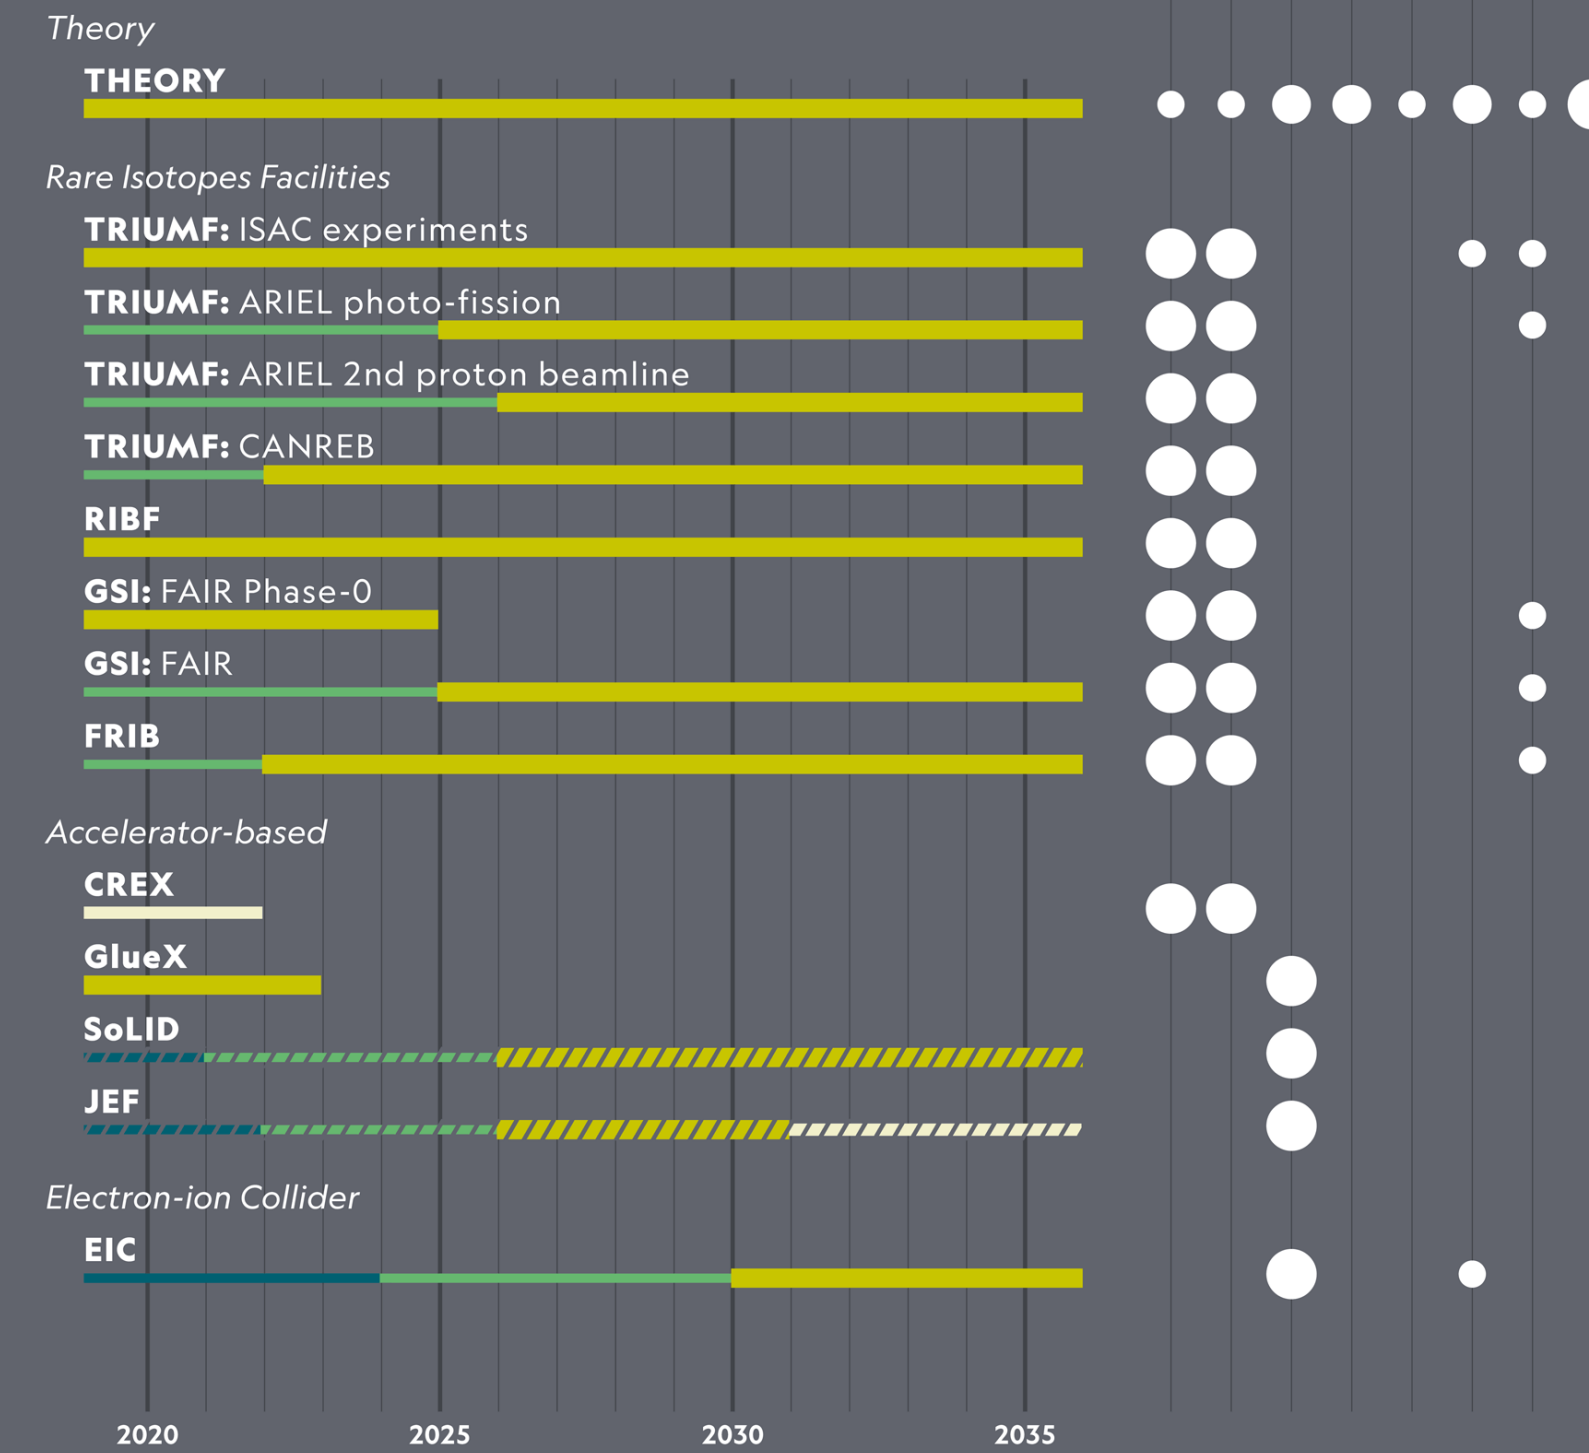 Theory
THEORY
Rare Isotopes Facilities
TRIUMF: ISAC experiments
TRIUMF: ARIEL photo-fission
TRIUMF: ARIEL 2nd proton beamline
TRIUMF: CANREB
RIBF
GSI: FAIR Phase-0
GSI: FAIR
FRIB
Accelerator-based
CREX
GlueX
SoLID
JEF
Electron-ion Collider
EIC
2020 2025 2030 2035